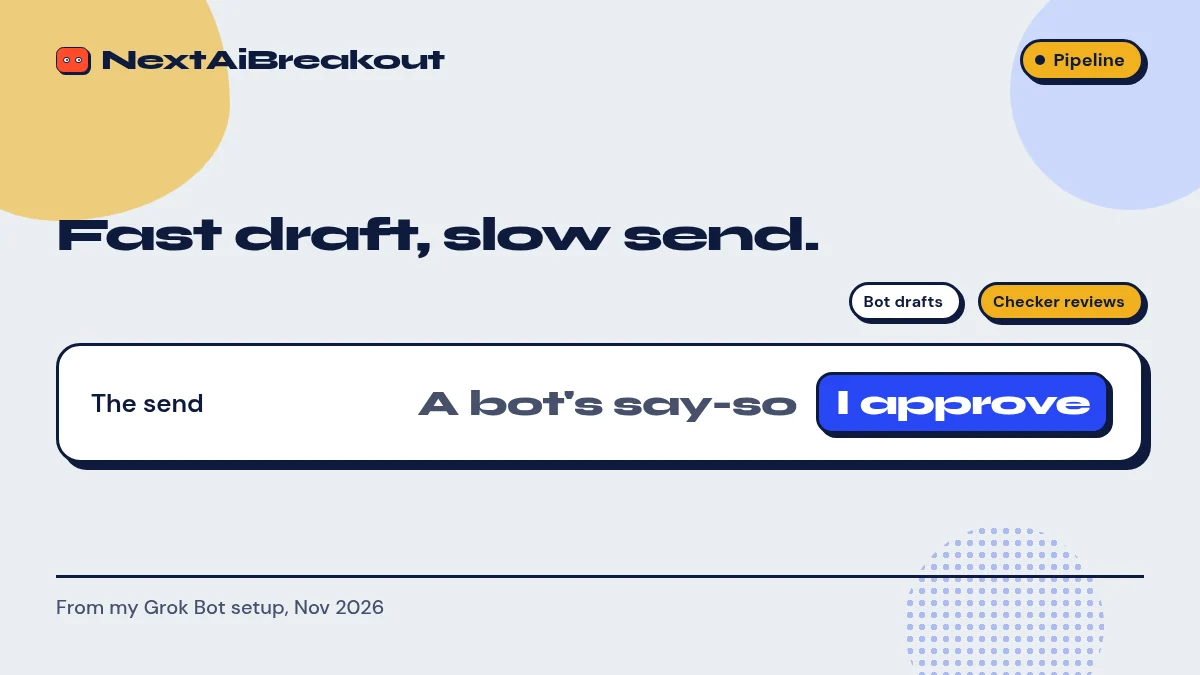 NextAiBreakout
Pipeline
Fast draft, slow send.
Bot drafts
Checker reviews
The send
A bot's say-so
I approve
From my Grok Bot setup, Nov 2026